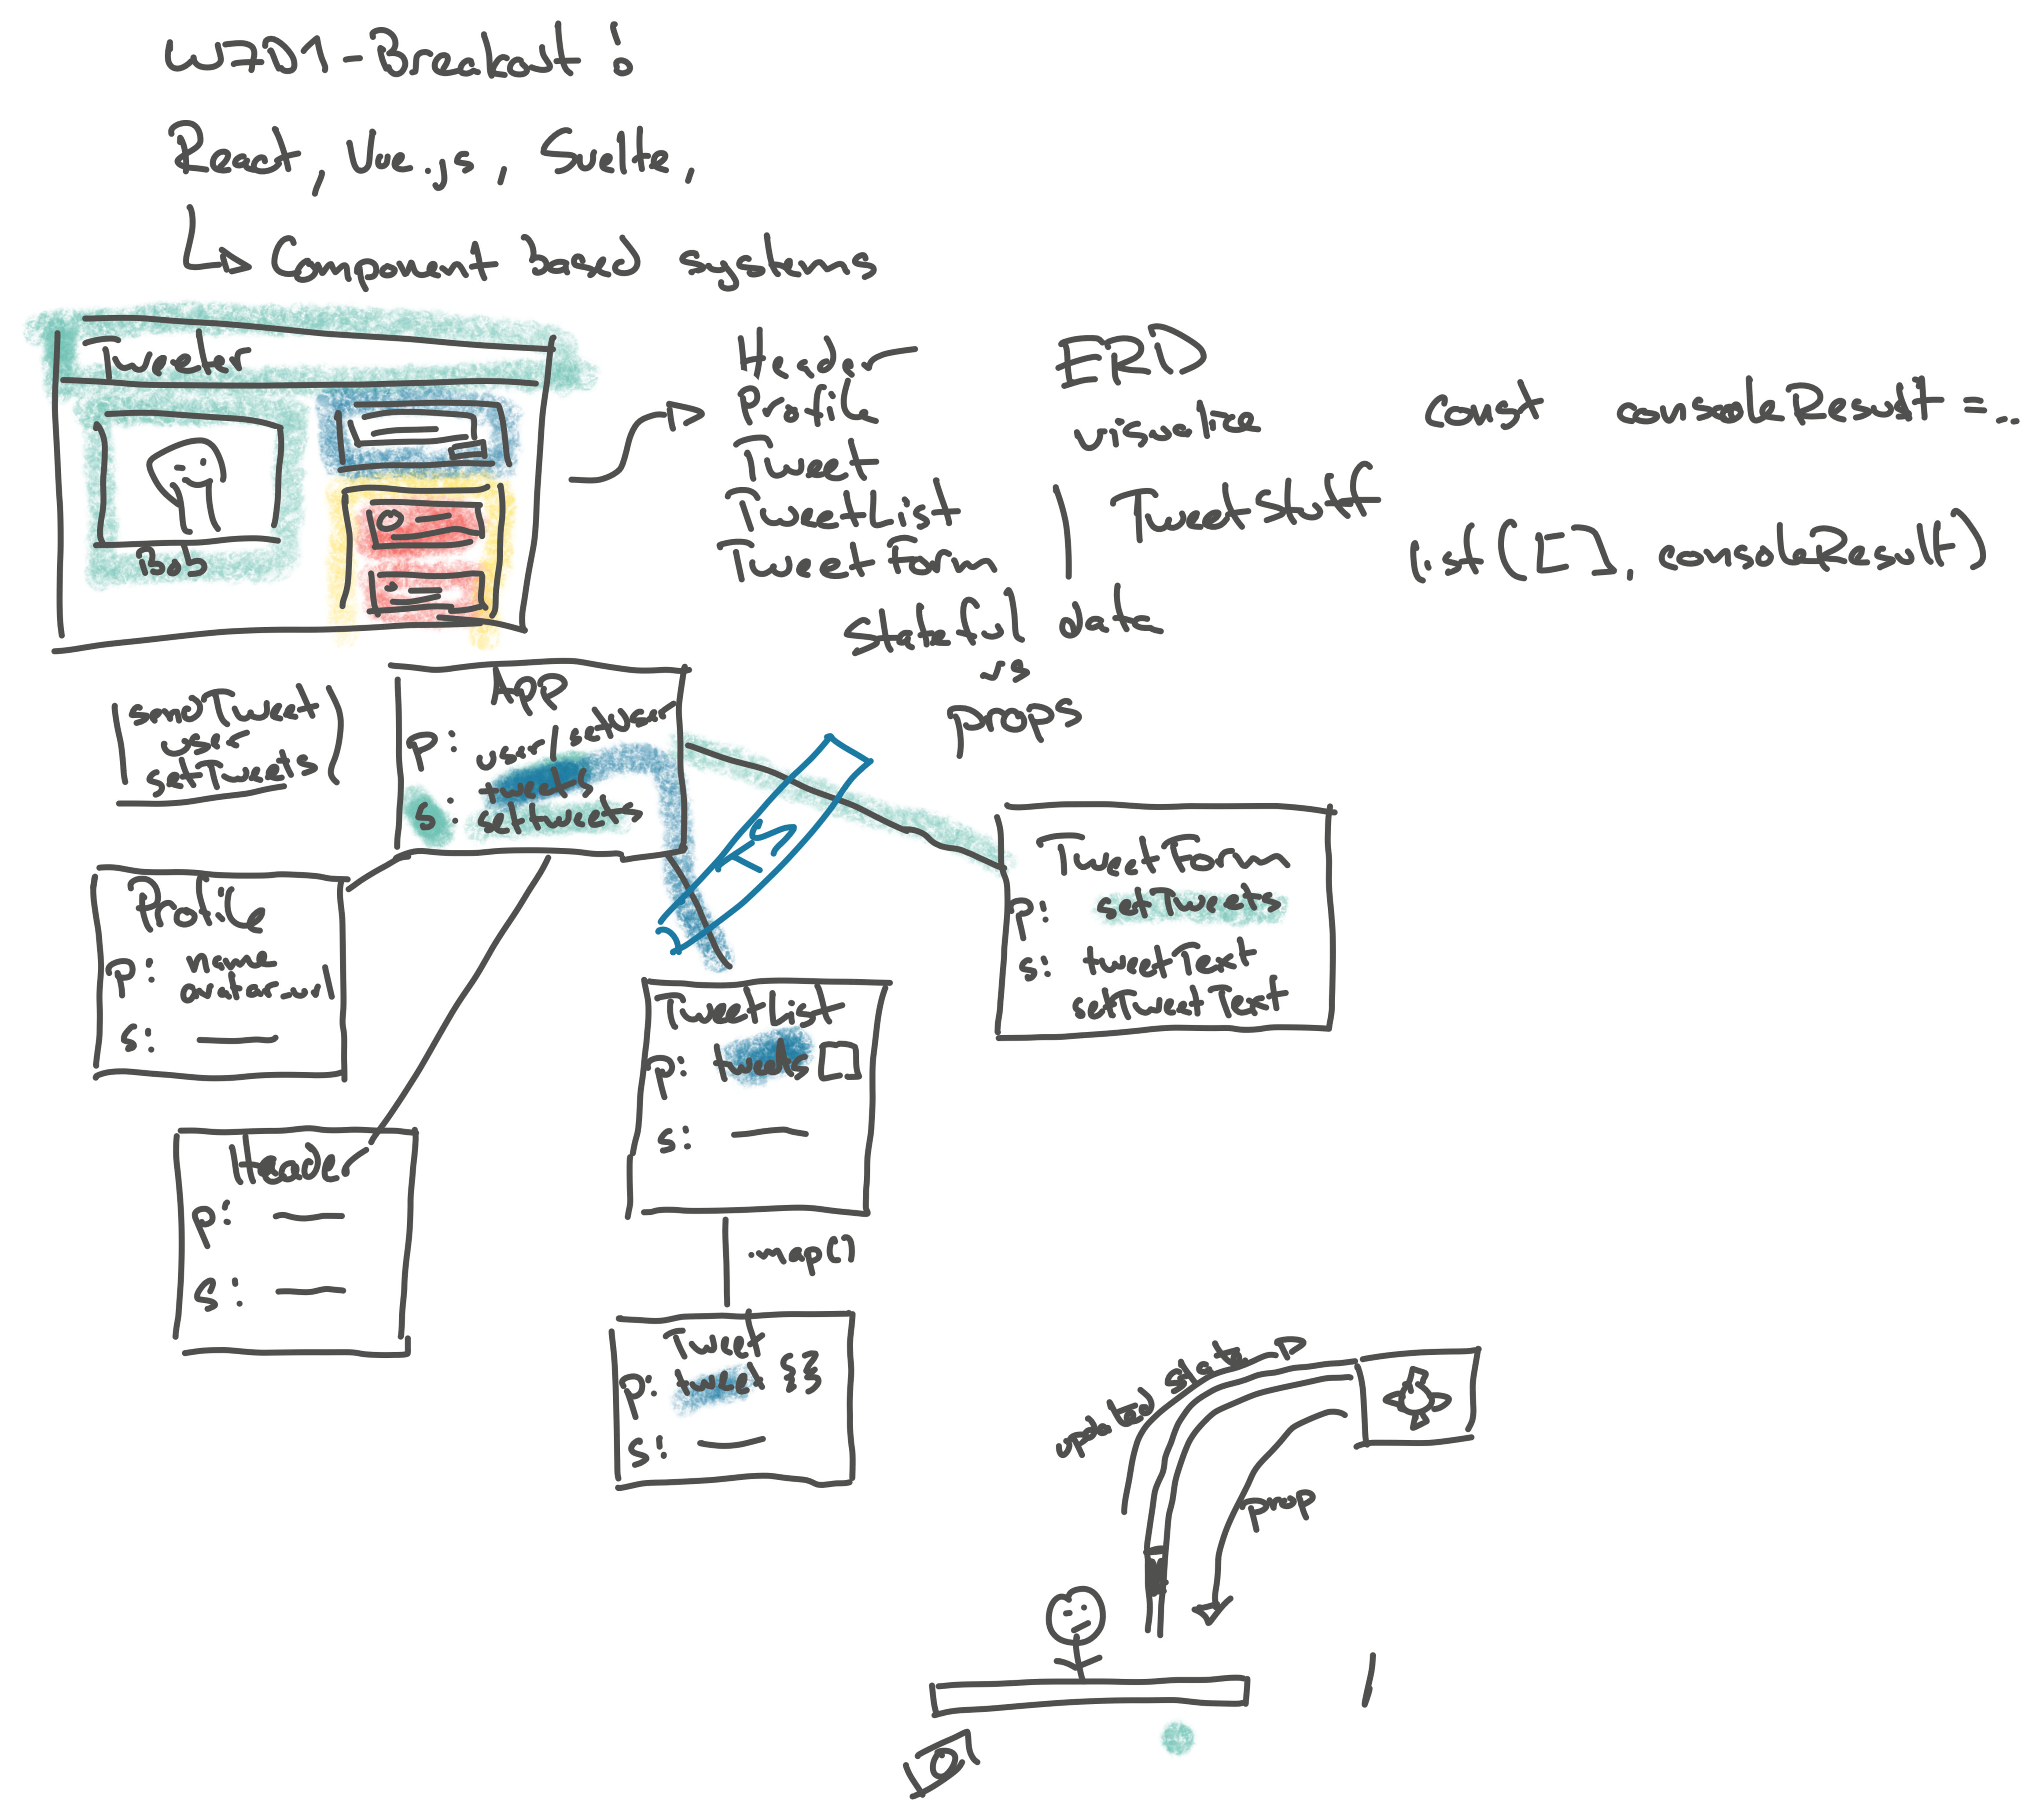 W7D1 - Breakout!
React, Vue.js, Svelte,
Component based systems
Tweeter
Bob
Header
Profile
Tweet
TweetList
TweetForm
ERD
visualize
TweetStuff
const consoleResult = ...
list([], consoleResult)
Stateful data
vs
props
sendTweet
user
setTweets
App
p: user/setUser
tweets
s: settweets
TS
Profile
p: name
avatar_url
s:
Header
p:
s:
TweetList
p: tweets []
s:
.map()
Tweet
p: tweet {}
s:
TweetForm
p: setTweets
s: tweetText
setTweetText
updated state
prop